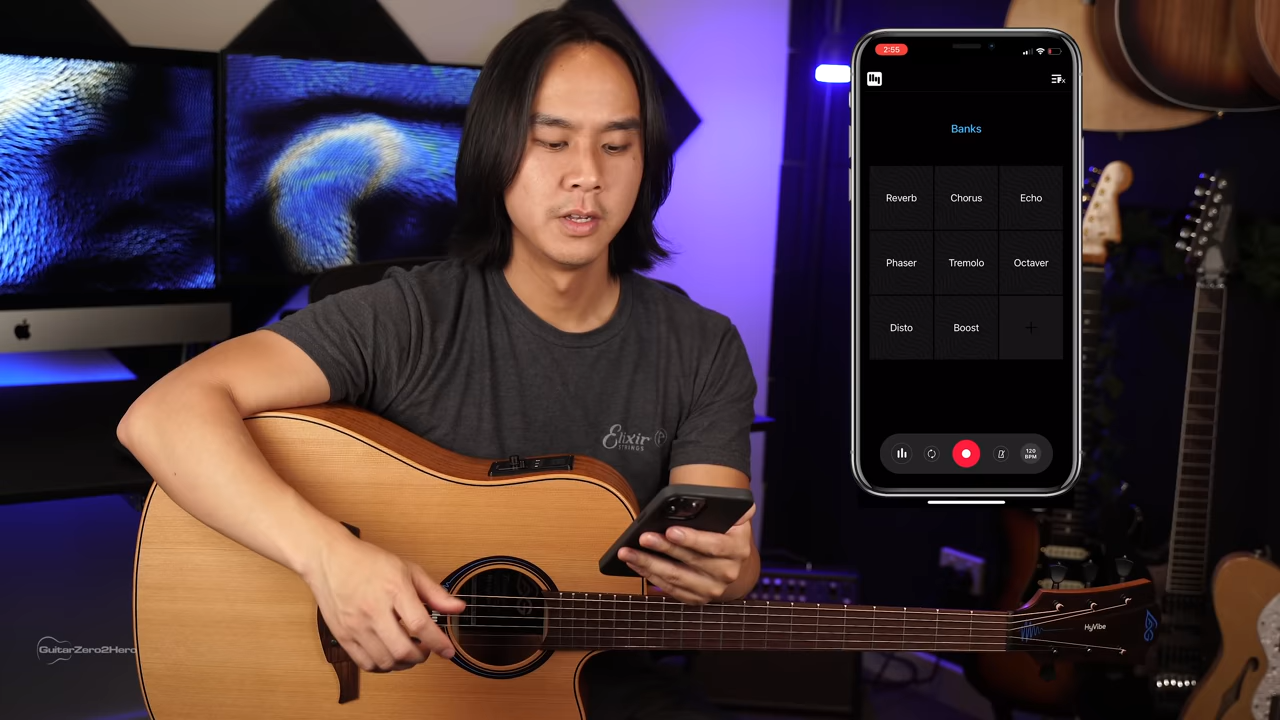 2:55
Banks
Reverb Chorus Echo
Phaser Tremolo Octaver
Disto Boost +
120
BPM
Elixir
STRINGS
HyVibe
GuitarZero2Hero